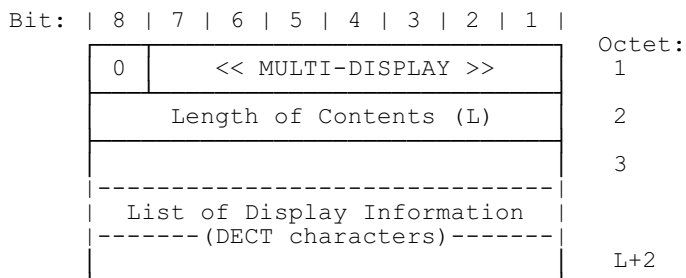 Bit: | 8 | 7 | 6 | 5 | 4 | 3 | 2 | 1 |
Octet:
0 << MULTI-DISPLAY >> 1
Length of Contents (L) 2
3
List of Display Information
(DECT characters)
L+2